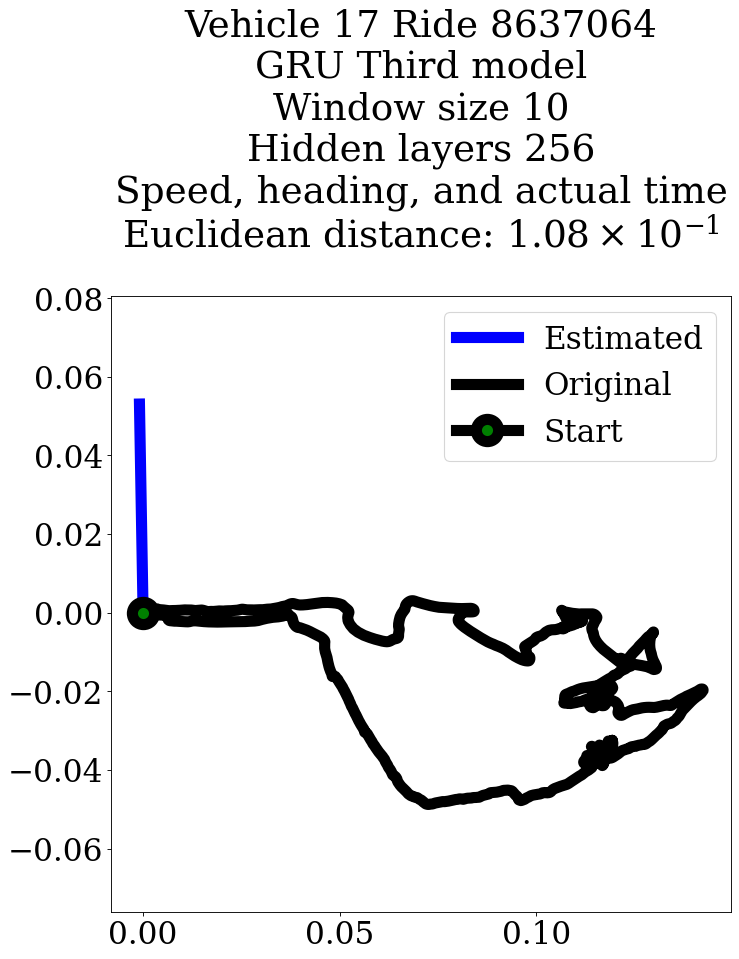 Vehicle 17 Ride 8637064
GRU Third model
Window size 10
Hidden layers 256
Speed, heading, and actual time
Euclidean distance: 1.08 × 10⁻¹
0.08
0.06
0.04
0.02
0.00
−0.02
−0.04
−0.06
Estimated
Original
Start
0.00 0.05 0.10